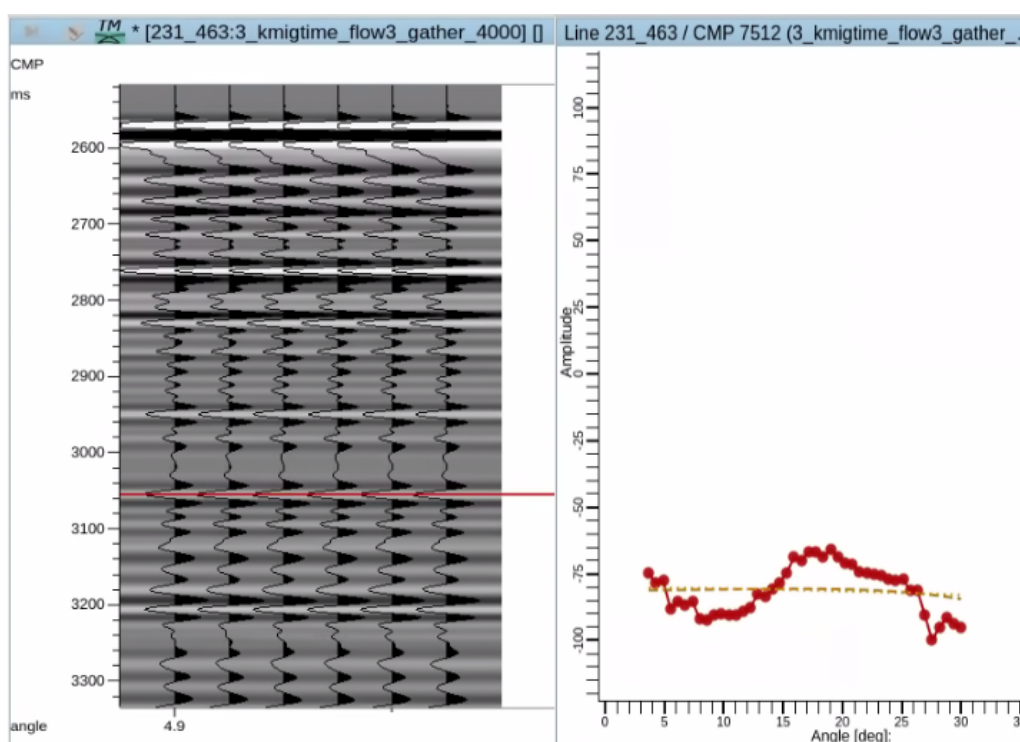 TM * [231_463:3_kmigtime_flow3_gather_4000] []
CMP
ms
2600
2700
2800
2900
3000
3100
3200
3300
angle
4.9
Line 231_463 / CMP 7512 (3_kmigtime_flow3_gather_...
Amplitude
100
75
50
25
0
-25
-50
-75
-100
0 5 10 15 20 25 30 3
Angle [deg]: